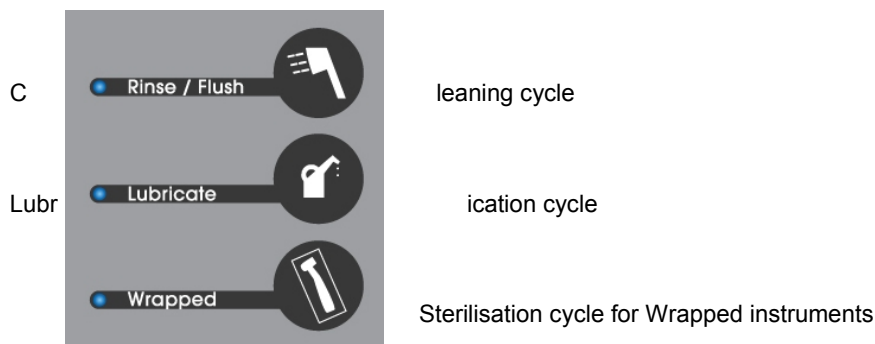 C Rinse / Flush leaning cycle
Lubr Lubricate ication cycle
Wrapped Sterilisation cycle for Wrapped instruments